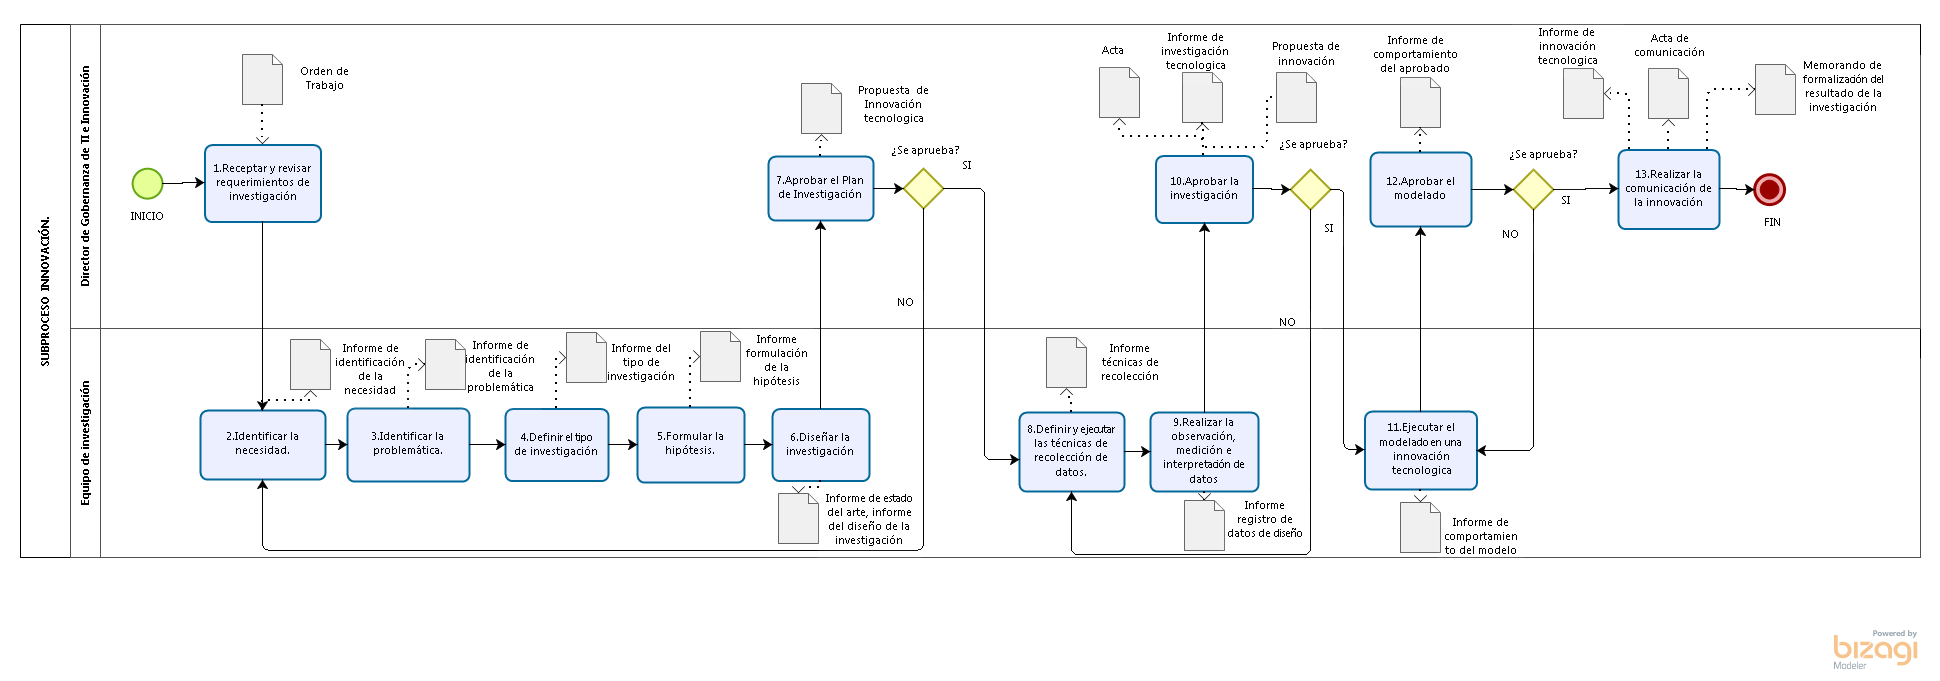 SUBPROCESO INNOVACIÓN.
Director de Gobernanza de TI e Innovación
INICIO
Orden de
Trabajo
1.Receptar y revisar
requerimientos de
investigación
Propuesta de
Innovación
tecnologica
7.Aprobar el Plan
de Investigación
¿Se aprueba?
SI
NO
Acta
Informe de
investigación
tecnologica
Propuesta de
innovación
10.Aprobar la
investigación
¿Se aprueba?
SI
NO
Informe de
comportamiento
del aprobado
12.Aprobar el
modelado
¿Se aprueba?
SI
NO
Informe de
innovación
tecnologica
Acta de
comunicación
Memorando de
formalización del
resultado de la
investigación
13.Realizar la
comunicación de
la innovación
FIN
Equipo de investigación
Informe de
identificación
de la
necesidad
2.Identificar la
necesidad.
Informe de
identificación
de la
problemática
3.Identificar la
problemática.
Informe del
tipo de
investigación
4.Definir el tipo
de investigación
Informe
formulación
de la
hipótesis
5.Formular la
hipótesis.
6.Diseñar la
investigación
Informe de estado
del arte, informe
del diseño de la
investigación
Informe
técnicas de
recolección
8.Definir y ejecutar
las técnicas de
recolección de
datos.
9.Realizar la
observación,
medición e
interpretación de
datos
Informe
registro de
datos de diseño
11.Ejecutar el
modelado en una
innovación
tecnologica
Informe de
comportamien
to del modelo
Powered by
bizagi
Modeler